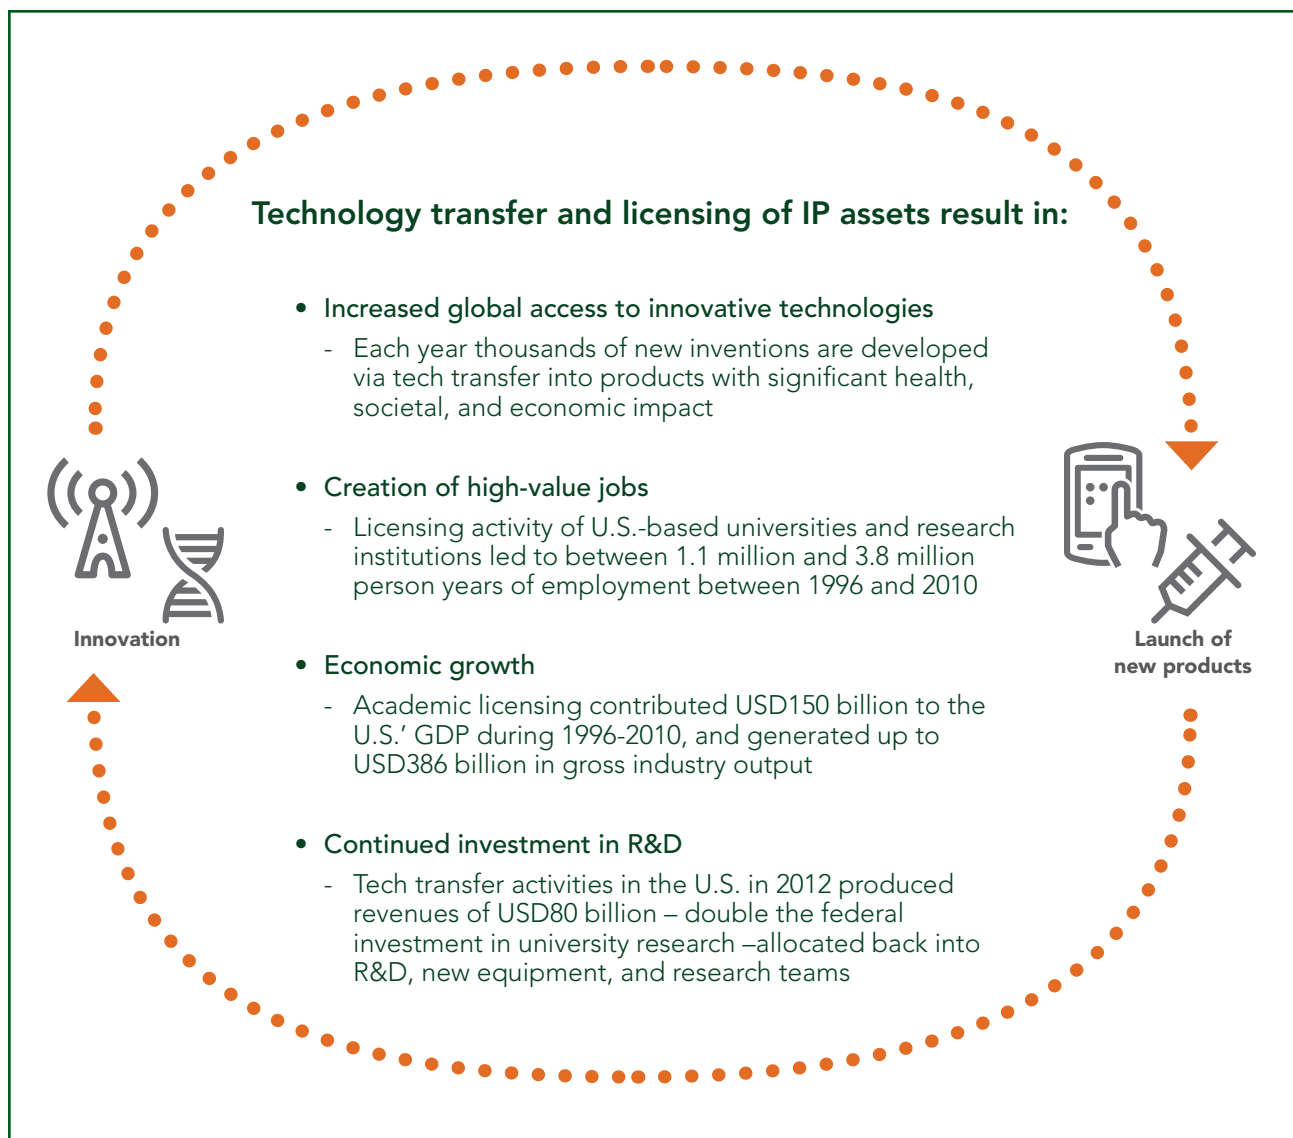 Technology transfer and licensing of IP assets result in:
• Increased global access to innovative technologies
- Each year thousands of new inventions are developed
via tech transfer into products with significant health,
societal, and economic impact
• Creation of high-value jobs
- Licensing activity of U.S.-based universities and research
institutions led to between 1.1 million and 3.8 million
person years of employment between 1996 and 2010
Innovation
Launch of
new products
• Economic growth
- Academic licensing contributed USD150 billion to the
U.S.’ GDP during 1996-2010, and generated up to
USD386 billion in gross industry output
• Continued investment in R&D
- Tech transfer activities in the U.S. in 2012 produced
revenues of USD80 billion – double the federal
investment in university research –allocated back into
R&D, new equipment, and research teams